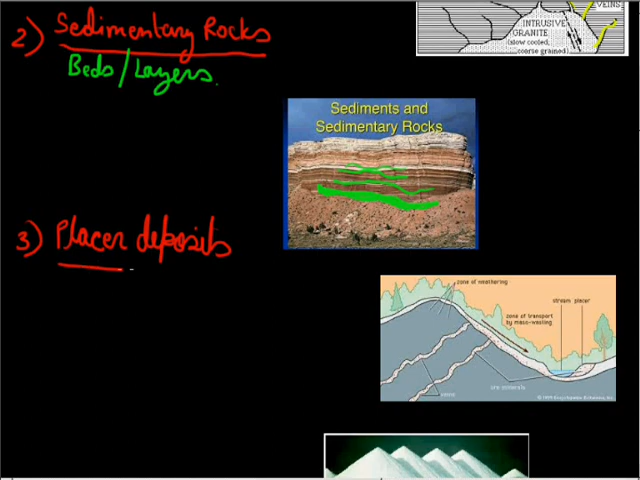 VEINS
INTRUSIVE
GRANITE
(slow cooled,
coarse grained)
2) Sedimentary Rocks
Beds/Layers.
Sediments and
Sedimentary Rocks
3) Placer deposits
zone of weathering
stream placer
zone of transport
by mass-wasting
ore minerals
veins